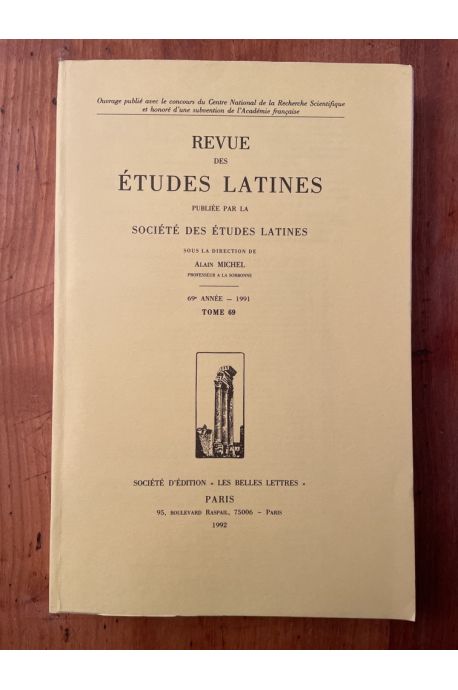 Ouvrage publié avec le concours du Centre National de la Recherche Scientifique
et honoré d'une subvention de l'Académie française
REVUE
DES
ÉTUDES LATINES
PUBLIÉE PAR LA
SOCIÉTÉ DES ÉTUDES LATINES
SOUS LA DIRECTION DE
ALAIN MICHEL
PROFESSEUR A LA SORBONNE
69e ANNÉE — 1991
TOME 69
SOCIÉTÉ D'ÉDITION « LES BELLES LETTRES »
PARIS
95, BOULEVARD RASPAIL, 75006 – PARIS
1992